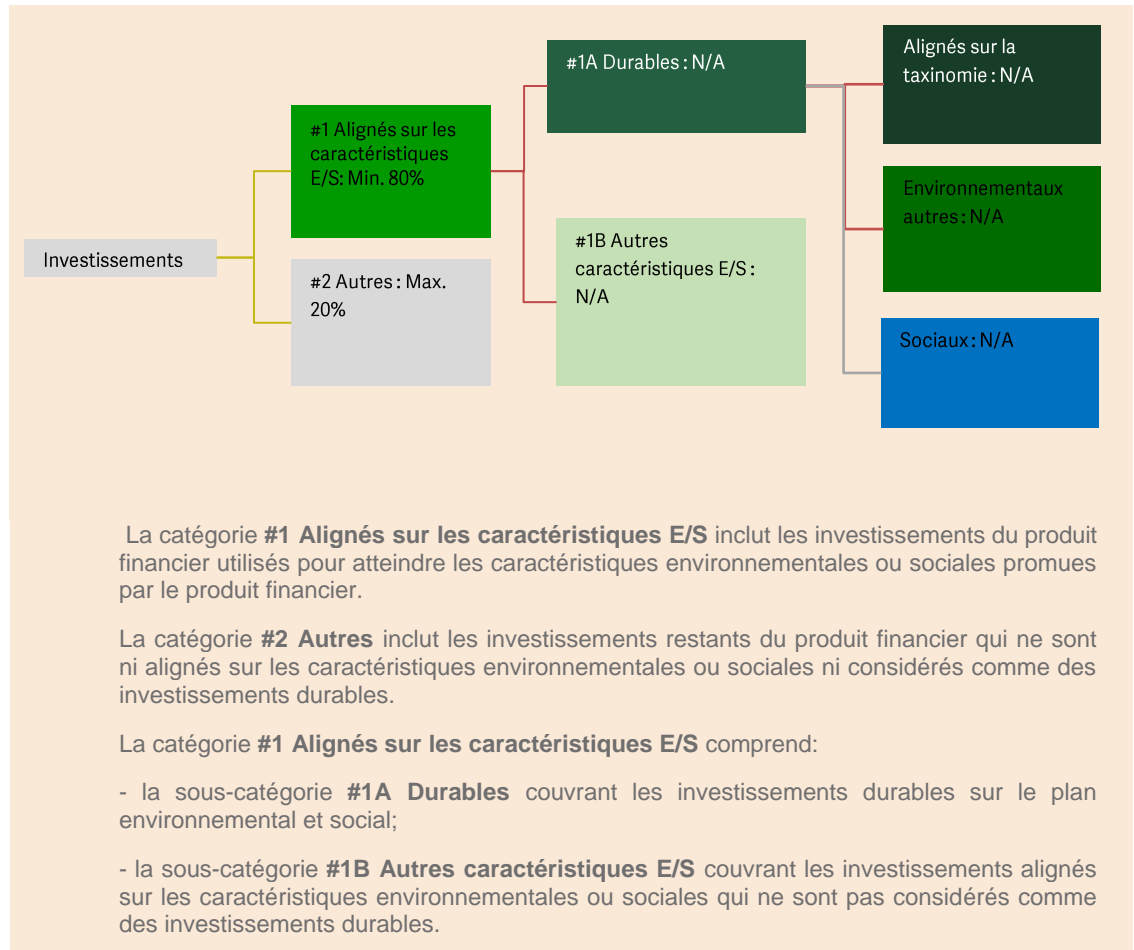 Investissements
#1 Alignés sur les
caractéristiques
E/S: Min. 80%
#2 Autres : Max.
20%
#1A Durables : N/A
#1B Autres
caractéristiques E/S :
N/A
Alignés sur la
taxinomie : N/A
Environnementaux
autres : N/A
Sociaux : N/A
La catégorie #1 Alignés sur les caractéristiques E/S inclut les investissements du produit
financier utilisés pour atteindre les caractéristiques environnementales ou sociales promues
par le produit financier.
La catégorie #2 Autres inclut les investissements restants du produit financier qui ne sont
ni alignés sur les caractéristiques environnementales ou sociales ni considérés comme des
investissements durables.
La catégorie #1 Alignés sur les caractéristiques E/S comprend:
- la sous-catégorie #1A Durables couvrant les investissements durables sur le plan
environnemental et social;
- la sous-catégorie #1B Autres caractéristiques E/S couvrant les investissements alignés
sur les caractéristiques environnementales ou sociales qui ne sont pas considérés comme
des investissements durables.